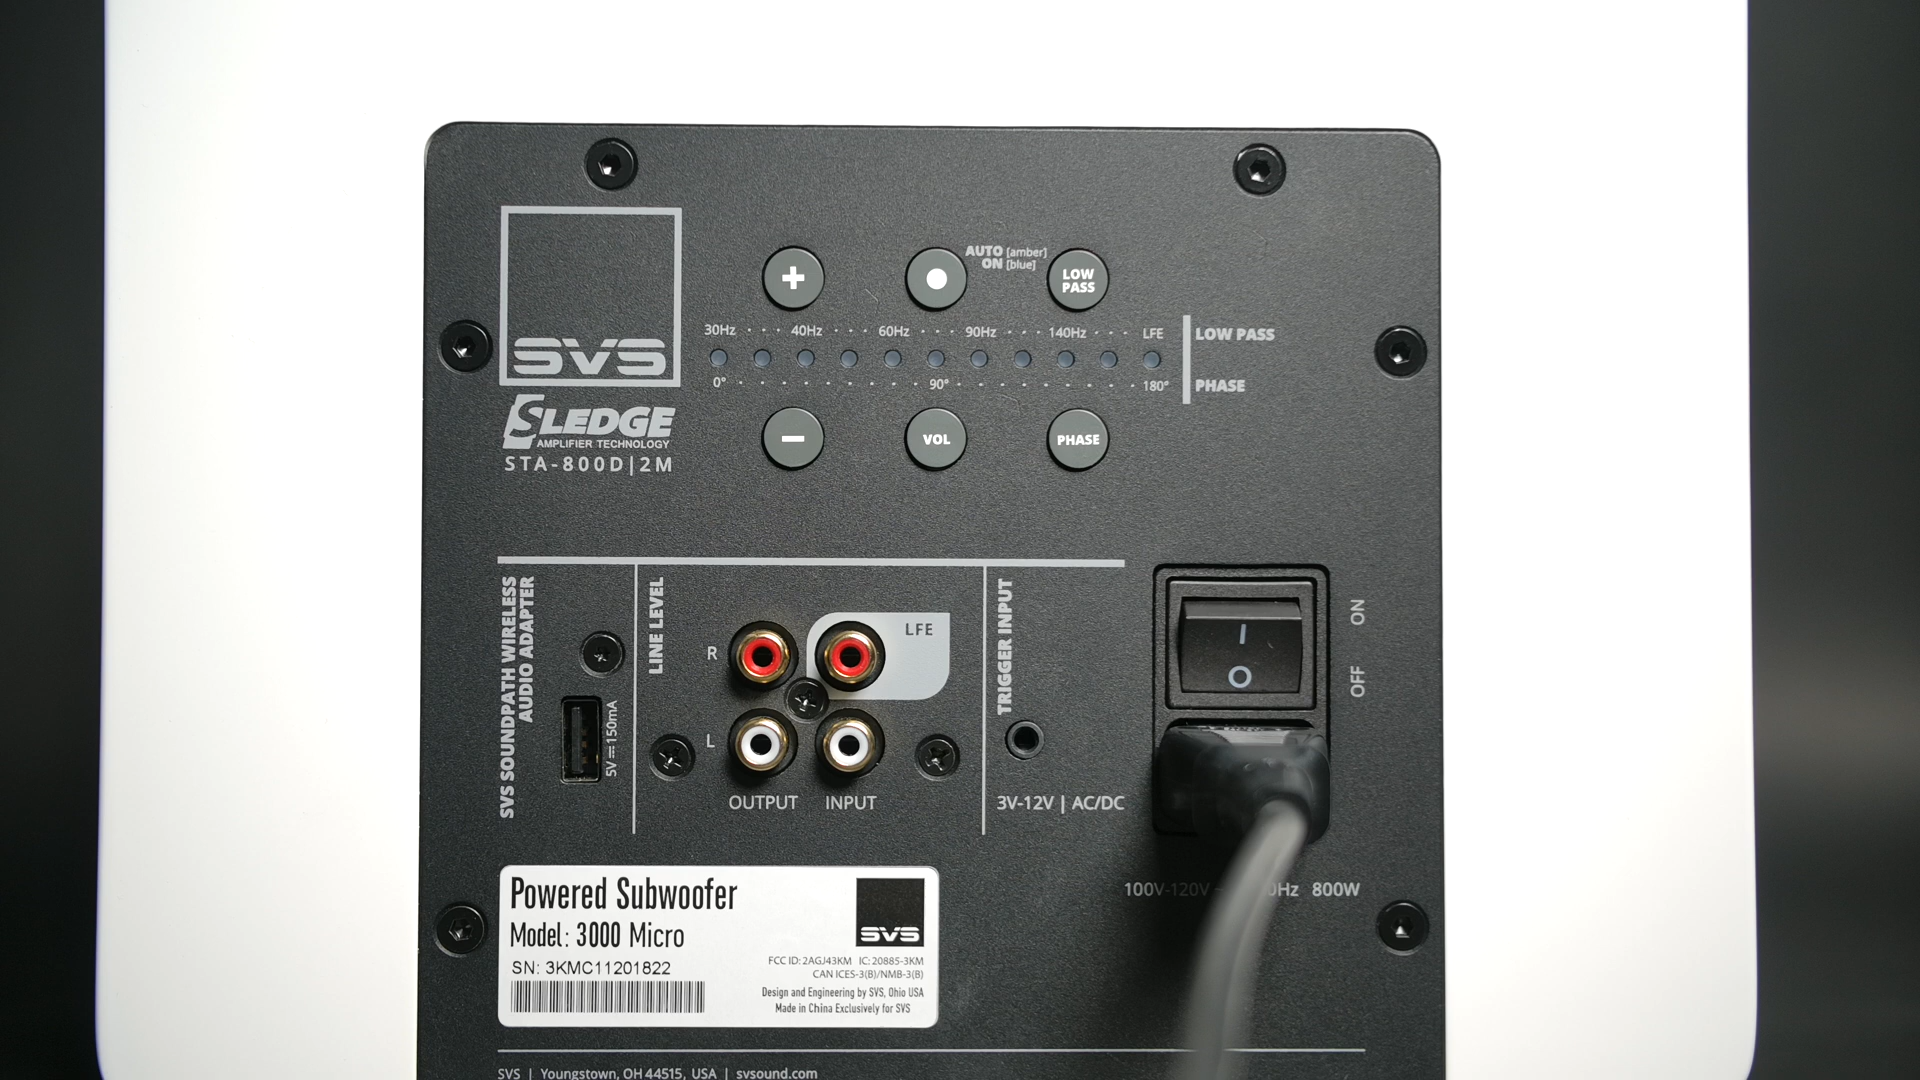 AUTO [amber]
ON [blue]
LOW
PASS
30Hz 40Hz 60Hz 90Hz 140Hz LFE
LOW PASS
0° 90° 180°
PHASE
VOL
PHASE
SVS
SLEDGE
AMPLIFIER TECHNOLOGY
STA-800D|2M
SVS SOUNDPATH WIRELESS
AUDIO ADAPTER
5V⎓150mA
LINE LEVEL
R
L
LFE
OUTPUT INPUT
TRIGGER INPUT
3V-12V | AC/DC
ON
OFF
100V-120V ~ 0Hz 800W
Powered Subwoofer
Model: 3000 Micro
SN: 3KMC11201822
SVS
FCC ID: 2AGJ43KM IC: 20885-3KM
CAN ICES-3(B)/NMB-3(B)
Design and Engineering by SVS, Ohio USA
Made in China Exclusively for SVS
SVS | Youngstown, OH 44515, USA | svsound.com